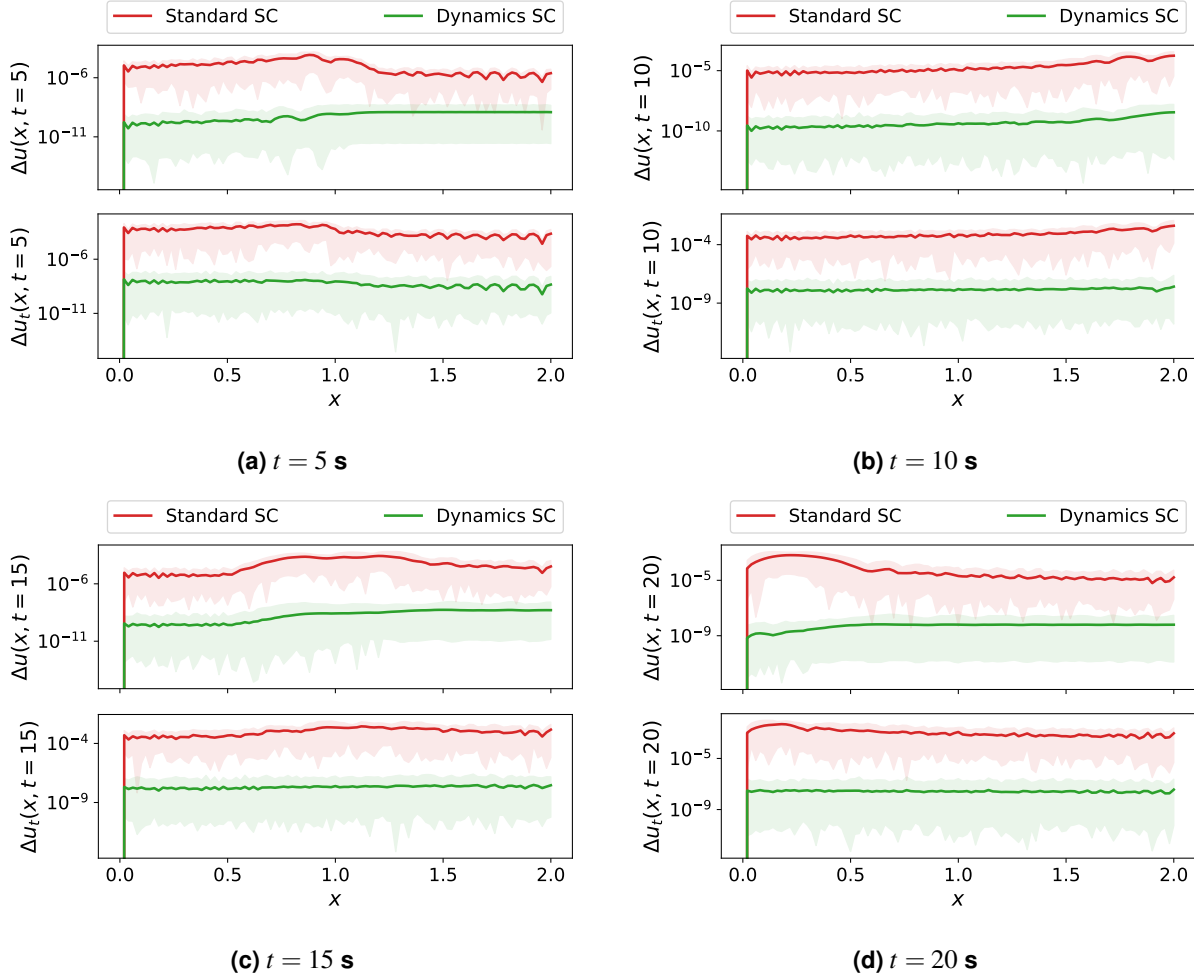 Standard SC Dynamics SC
Δu(x, t = 5)
10⁻⁶
10⁻¹¹
Δuₜ(x, t = 5)
10⁻⁶
10⁻¹¹
0.0 0.5 1.0 1.5 2.0
x
(a) t = 5 s
Standard SC Dynamics SC
Δu(x, t = 10)
10⁻⁵
10⁻¹⁰
Δuₜ(x, t = 10)
10⁻⁴
10⁻⁹
0.0 0.5 1.0 1.5 2.0
x
(b) t = 10 s
Standard SC Dynamics SC
Δu(x, t = 15)
10⁻⁶
10⁻¹¹
Δuₜ(x, t = 15)
10⁻⁴
10⁻⁹
0.0 0.5 1.0 1.5 2.0
x
(c) t = 15 s
Standard SC Dynamics SC
Δu(x, t = 20)
10⁻⁵
10⁻⁹
Δuₜ(x, t = 20)
10⁻⁵
10⁻⁹
0.0 0.5 1.0 1.5 2.0
x
(d) t = 20 s